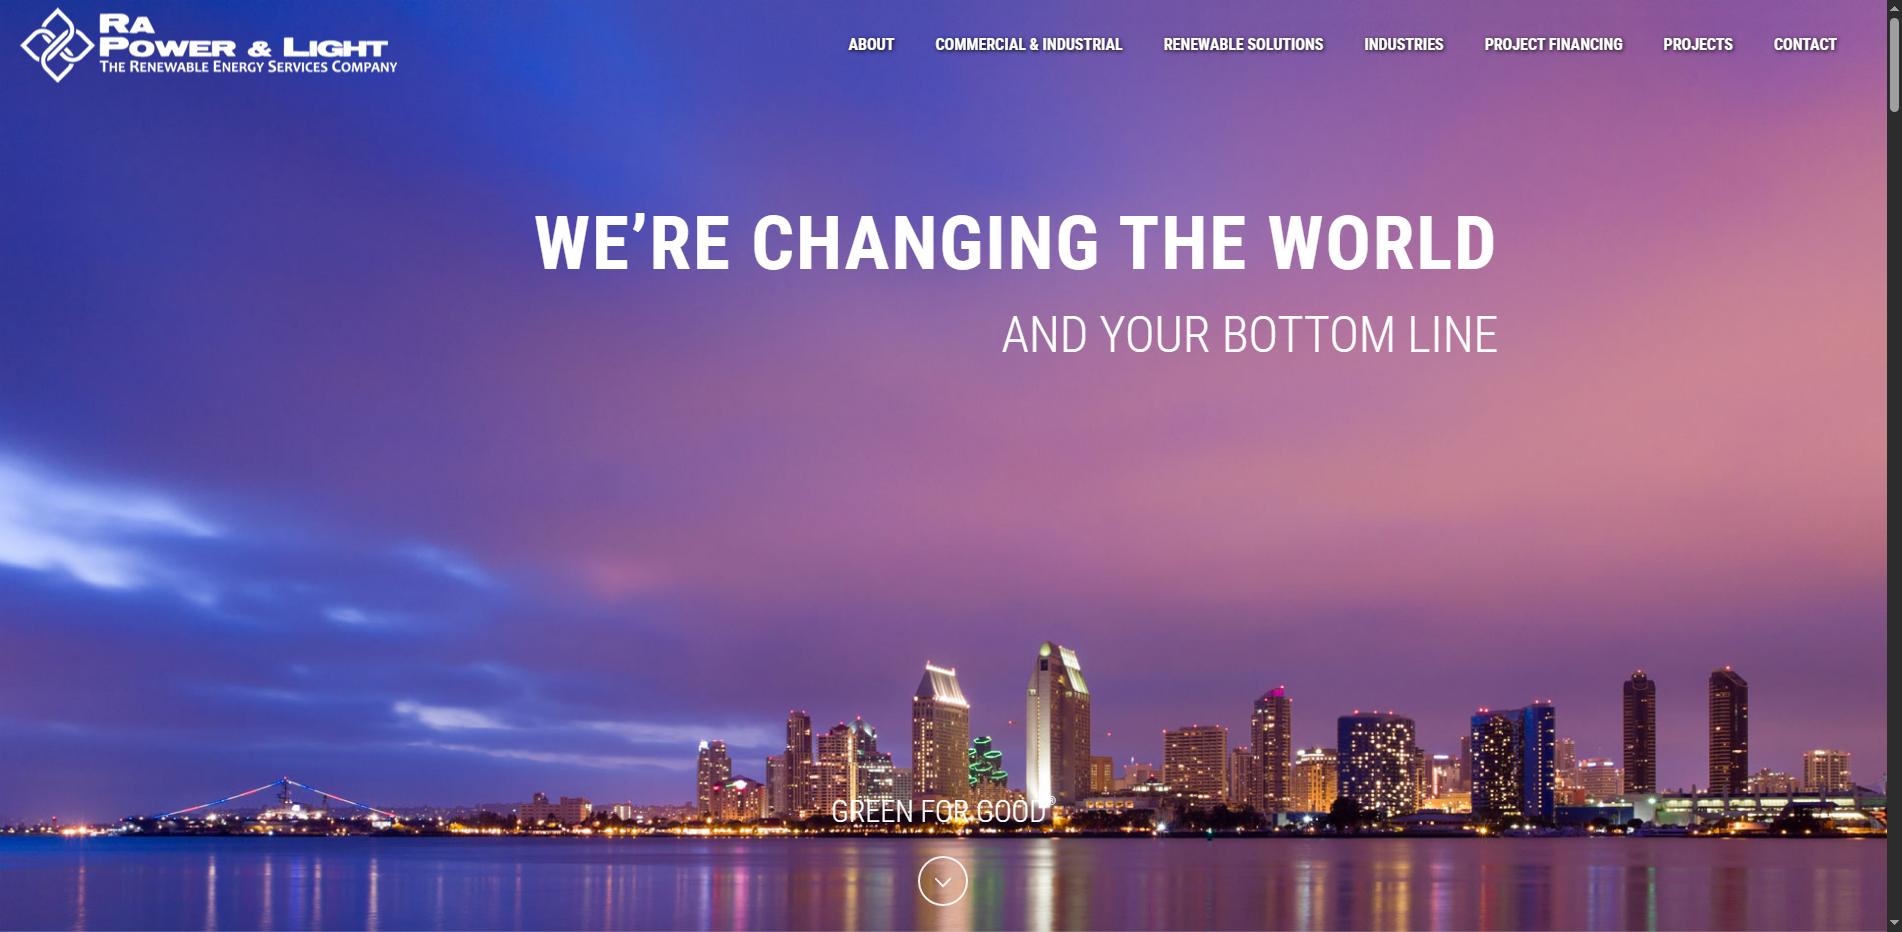 RA
POWER & LIGHT
THE RENEWABLE ENERGY SERVICES COMPANY
ABOUT COMMERCIAL & INDUSTRIAL RENEWABLE SOLUTIONS INDUSTRIES PROJECT FINANCING PROJECTS CONTACT
WE’RE CHANGING THE WORLD
AND YOUR BOTTOM LINE
GREEN FOR GOOD®